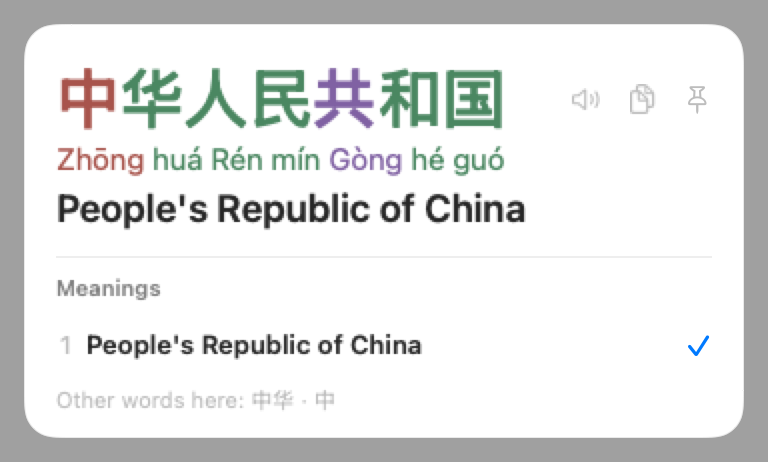 中华人民共和国
Zhōng huá Rén mín Gòng hé guó
People's Republic of China
Meanings
1 People's Republic of China
Other words here: 中华 · 中